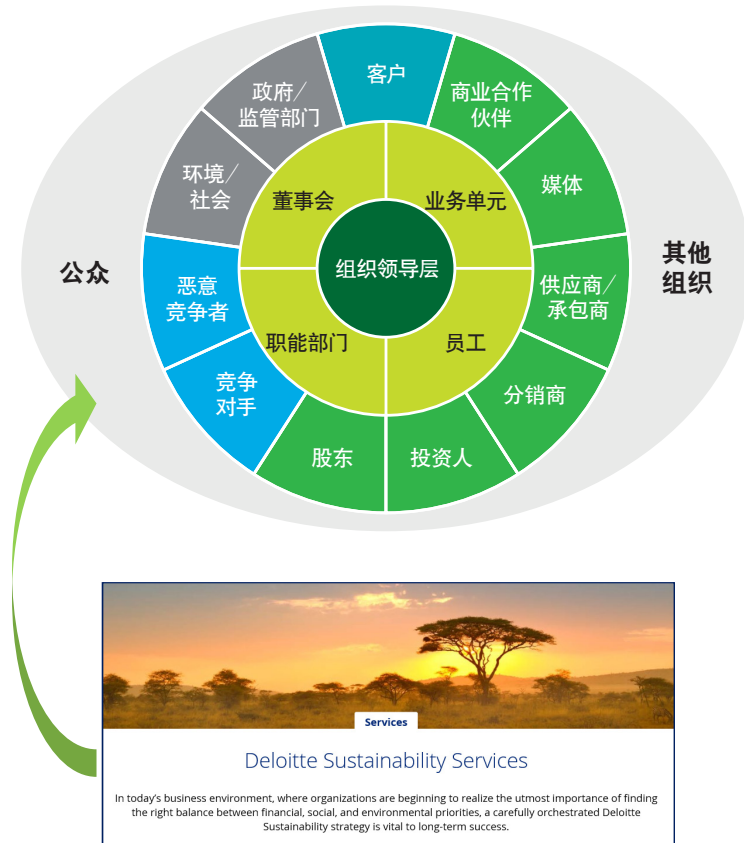 客户
政府/
监管部门
商业合作
伙伴
环境/
社会
媒体
董事会
业务单元
公众
组织领导层
其他
组织
恶意
竞争者
供应商/
承包商
职能部门
员工
竞争
对手
分销商
股东
投资人
Services
Deloitte Sustainability Services
In today's business environment, where organizations are beginning to realize the utmost importance of finding
the right balance between financial, social, and environmental priorities, a carefully orchestrated Deloitte
Sustainability strategy is vital to long-term success.